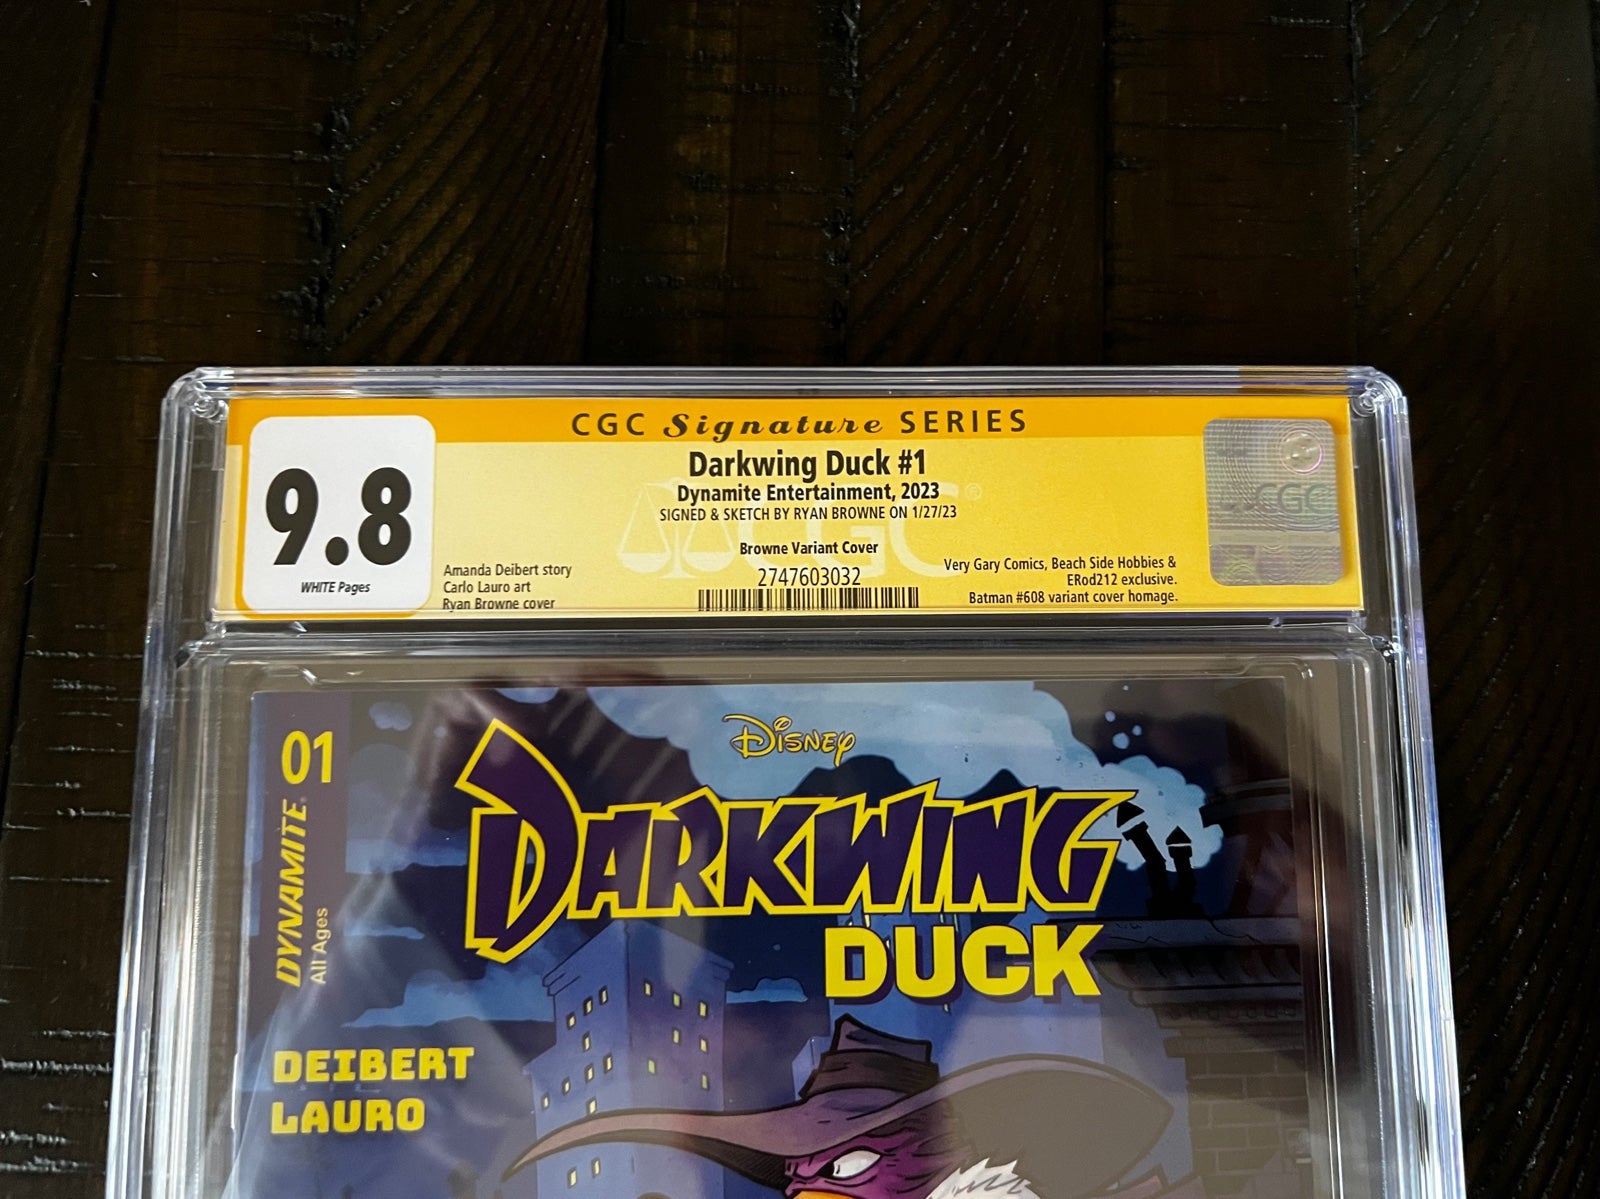 CGC Signature SERIES
9.8
WHITE Pages
Darkwing Duck #1
Dynamite Entertainment, 2023
SIGNED & SKETCH BY RYAN BROWNE ON 1/27/23
Browne Variant Cover
2747603032
Amanda Deibert story
Carlo Lauro art
Ryan Browne cover
Very Gary Comics, Beach Side Hobbies &
ERod212 exclusive.
Batman #608 variant cover homage.
CGC
CGC
01
DYNAMITE
All Ages
DISNEY
DARKWING
DUCK
DEIBERT
LAURO